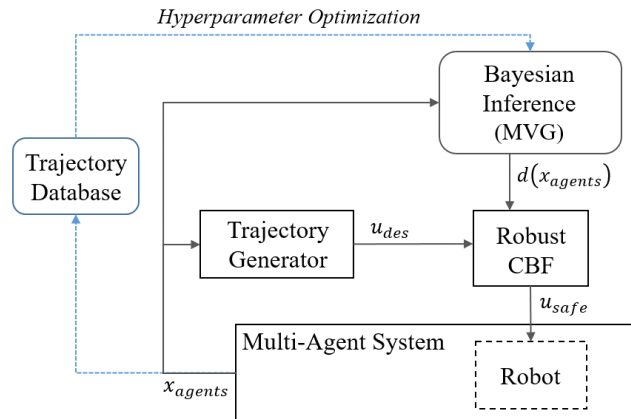 Hyperparameter Optimization
Bayesian
Inference
(MVG)
Trajectory
Database
d(x_agents)
Trajectory
Generator
u_des
Robust
CBF
u_safe
Multi-Agent System
x_agents
Robot